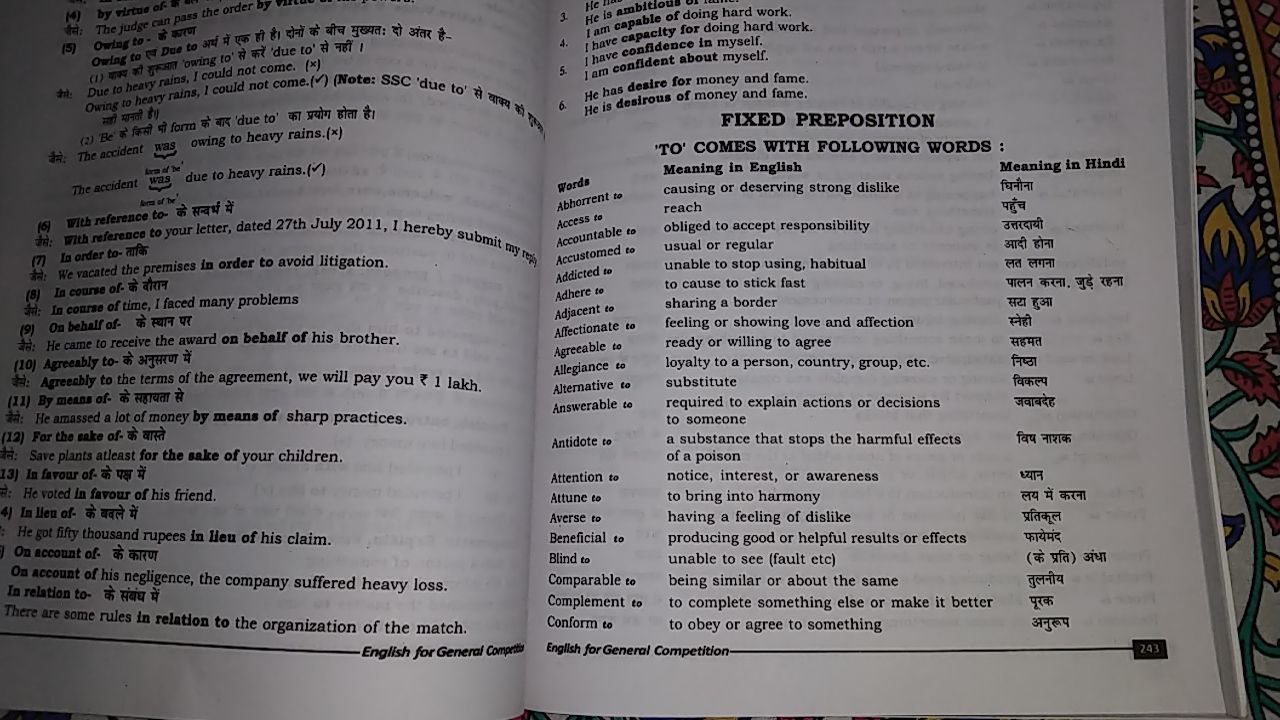 (4) by virtue of- के
जैसे: The judge can pass the order by virtue
(5) Owing to - के कारण
Owing to एवं Due to अर्थ में एक ही है। दोनों के बीच मुख्यत: दो अंतर है–
(1) वाक्य की शुरूआत 'owing to' से करें 'due to' से नहीं ।
जैसे: Due to heavy rains, I could not come. (×)
Owing to heavy rains, I could not come.(✓) (Note: SSC 'due to' से वाक्य की
सही मानती है।)
(2) 'Be' के किसी भी form के बाद 'due to' का प्रयोग होता है।
जैसे: The accident was owing to heavy rains.(×)
form of 'be'
The accident was due to heavy rains.(✓)
form of 'be'
(6) With reference to- के सन्दर्भ में
जैसे: With reference to your letter, dated 27th July 2011, I hereby submit my reply
(7) In order to- ताकि
जैसे: We vacated the premises in order to avoid litigation.
(8) In course of- के दौरान
जैसे: In course of time, I faced many problems
(9) On behalf of- के स्थान पर
जैसे: He came to receive the award on behalf of his brother.
(10) Agreeably to- के अनुसरण में
जैसे: Agreeably to the terms of the agreement, we will pay you ₹ 1 lakh.
(11) By means of- के सहायता से
जैसे: He amassed a lot of money by means of sharp practices.
(12) For the sake of- के वास्ते
जैसे: Save plants atleast for the sake of your children.
13) In favour of- के पक्ष में
से: He voted in favour of his friend.
4) In lieu of- के बदले में
: He got fifty thousand rupees in lieu of his claim.
) On account of- के कारण
On account of his negligence, the company suffered heavy loss.
In relation to- के संबंध में
There are some rules in relation to the organization of the match.
English for General Competitio
He has
3. He is ambitious of fame.
I am capable of doing hard work.
4. I have capacity for doing hard work.
I have confidence in myself.
5. I am confident about myself.
He has desire for money and fame.
6. He is desirous of money and fame.
FIXED PREPOSITION
'TO' COMES WITH FOLLOWING WORDS :
Words Meaning in English Meaning in Hindi
Abhorrent to causing or deserving strong dislike घिनौना
Access to reach पहुँच
Accountable to obliged to accept responsibility उत्तरदायी
Accustomed to usual or regular आदी होना
Addicted to unable to stop using, habitual लत लगना
Adhere to to cause to stick fast पालन करना, जुड़े रहना
Adjacent to sharing a border सटा हुआ
Affectionate to feeling or showing love and affection स्नेही
Agreeable to ready or willing to agree सहमत
Allegiance to loyalty to a person, country, group, etc. निष्ठा
Alternative to substitute विकल्प
Answerable to required to explain actions or decisions जवाबदेह
to someone
Antidote to a substance that stops the harmful effects विष नाशक
of a poison
Attention to notice, interest, or awareness ध्यान
Attune to to bring into harmony लय में करना
Averse to having a feeling of dislike प्रतिकूल
Beneficial to producing good or helpful results or effects फायेमंद
Blind to unable to see (fault etc) (के प्रति) अंधा
Comparable to being similar or about the same तुलनीय
Complement to to complete something else or make it better पूरक
Conform to to obey or agree to something अनुरूप
English for General Competition 243